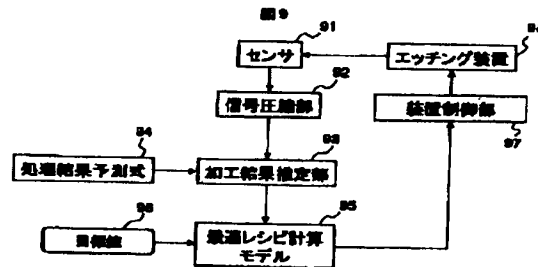 図9
91
センサ
エッチング装置
92
信号圧縮部
装置制御部
97
94
処理結果予測式
93
加工結果推定部
96
目標値
95
最適レシピ計算
モデル